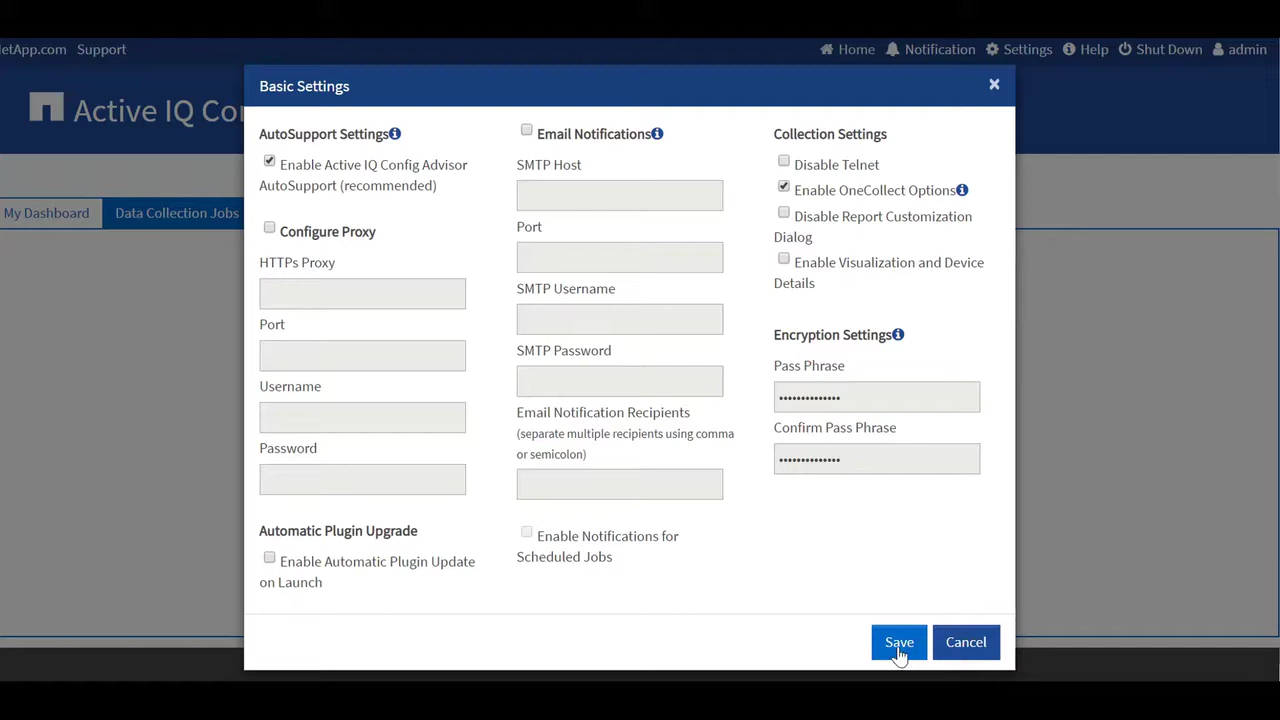 etApp.com Support Home Notification Settings Help Shut Down admin
Active IQ Co
My Dashboard Data Collection Jobs
Basic Settings ×
AutoSupport Settings
Enable Active IQ Config Advisor
AutoSupport (recommended)
Configure Proxy
HTTPs Proxy
Port
Username
Password
Automatic Plugin Upgrade
Enable Automatic Plugin Update
on Launch
Email Notifications
SMTP Host
Port
SMTP Username
SMTP Password
Email Notification Recipients
(separate multiple recipients using comma
or semicolon)
Enable Notifications for
Scheduled Jobs
Collection Settings
Disable Telnet
Enable OneCollect Options
Disable Report Customization
Dialog
Enable Visualization and Device
Details
Encryption Settings
Pass Phrase
••••••••••••••
Confirm Pass Phrase
••••••••••••••
Save Cancel